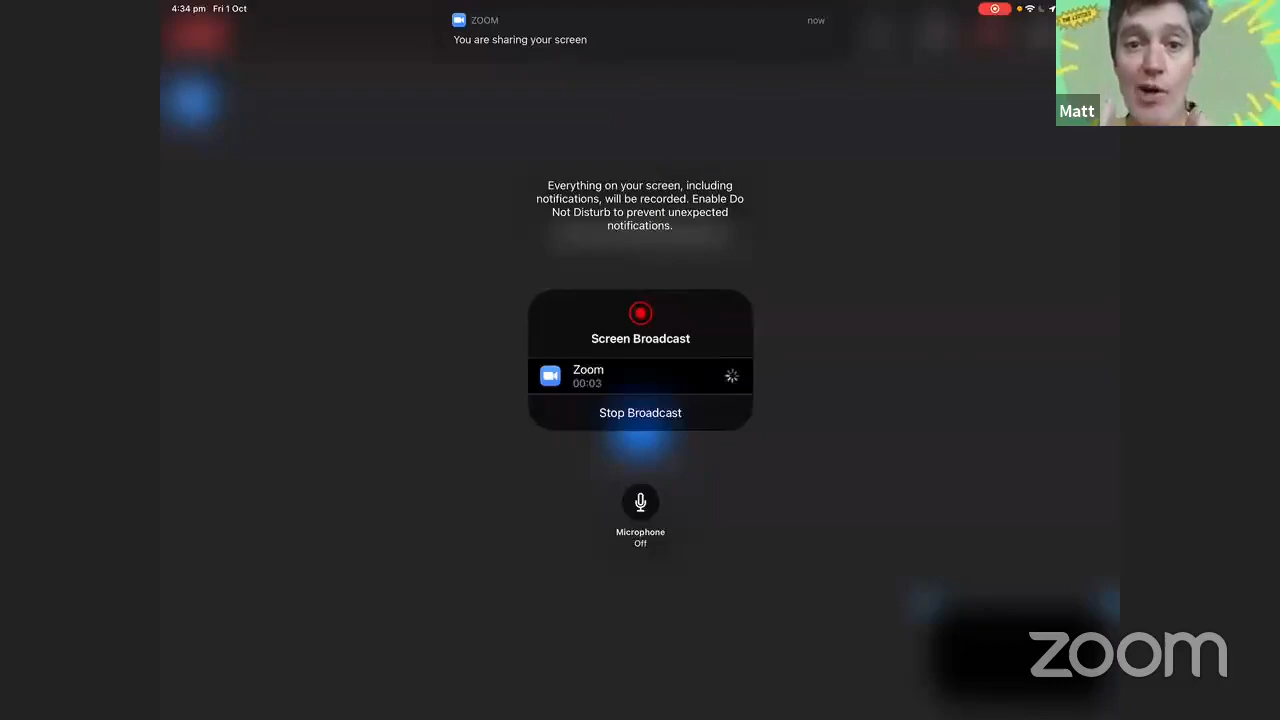 4:34 pm Fri 1 Oct
ZOOM
now
You are sharing your screen
THE LISTIES
Matt
Everything on your screen, including
notifications, will be recorded. Enable Do
Not Disturb to prevent unexpected
notifications.
Screen Broadcast
Zoom
00:03
Stop Broadcast
Microphone
Off
zoom